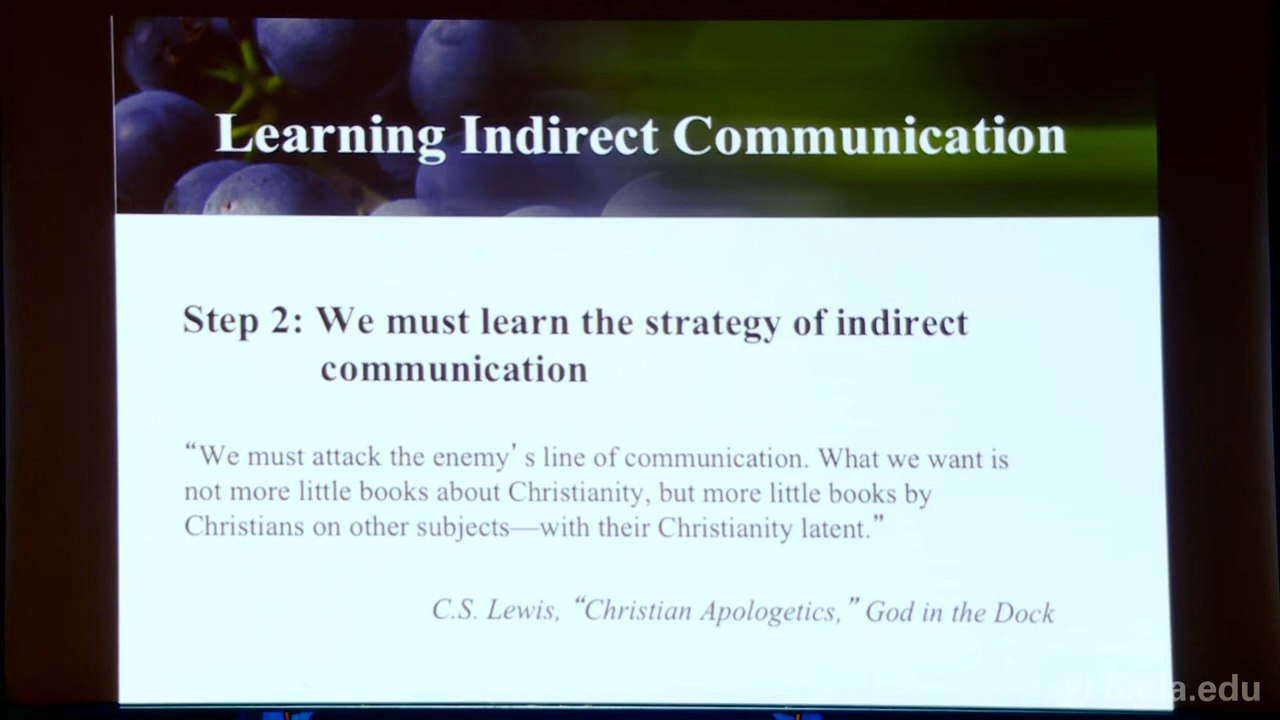 Learning Indirect Communication
Step 2: We must learn the strategy of indirect
communication
“We must attack the enemy’ s line of communication. What we want is
not more little books about Christianity, but more little books by
Christians on other subjects—with their Christianity latent.”
C.S. Lewis, “Christian Apologetics,” God in the Dock